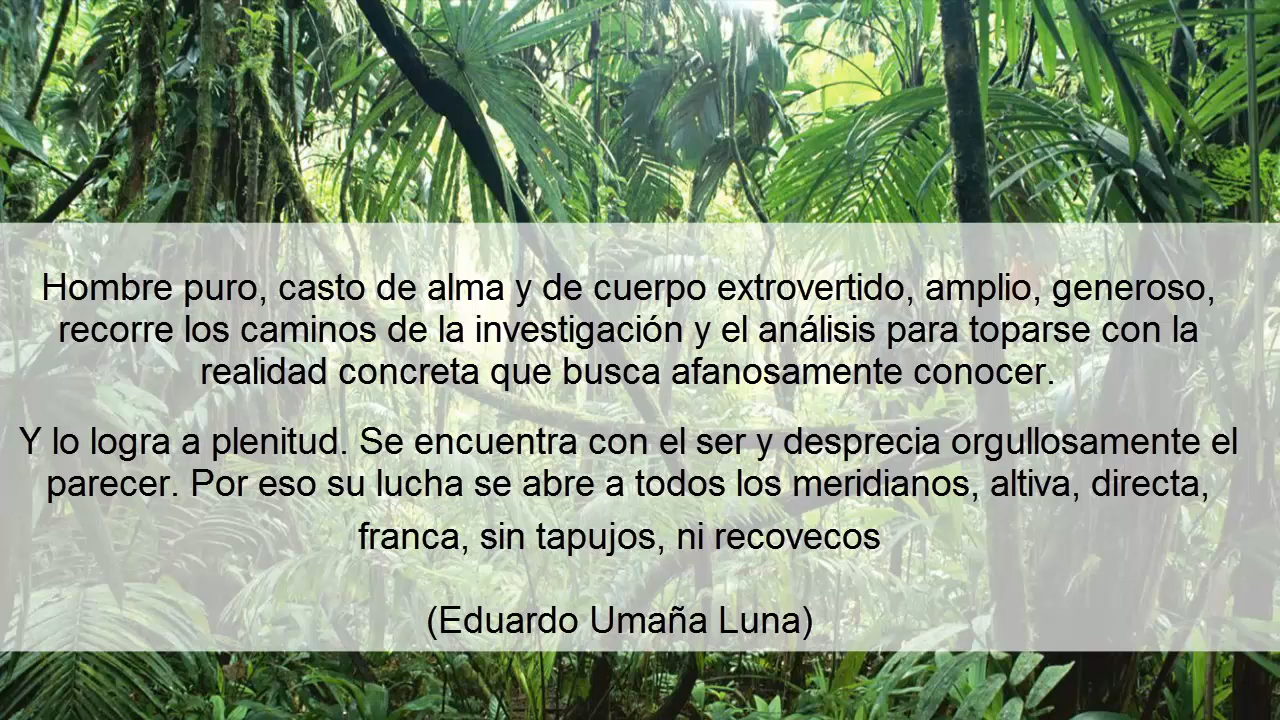 Hombre puro, casto de alma y de cuerpo extrovertido, amplio, generoso,
recorre los caminos de la investigación y el análisis para toparse con la
realidad concreta que busca afanosamente conocer.
Y lo logra a plenitud. Se encuentra con el ser y desprecia orgullosamente el
parecer. Por eso su lucha se abre a todos los meridianos, altiva, directa,
franca, sin tapujos, ni recovecos
(Eduardo Umaña Luna)